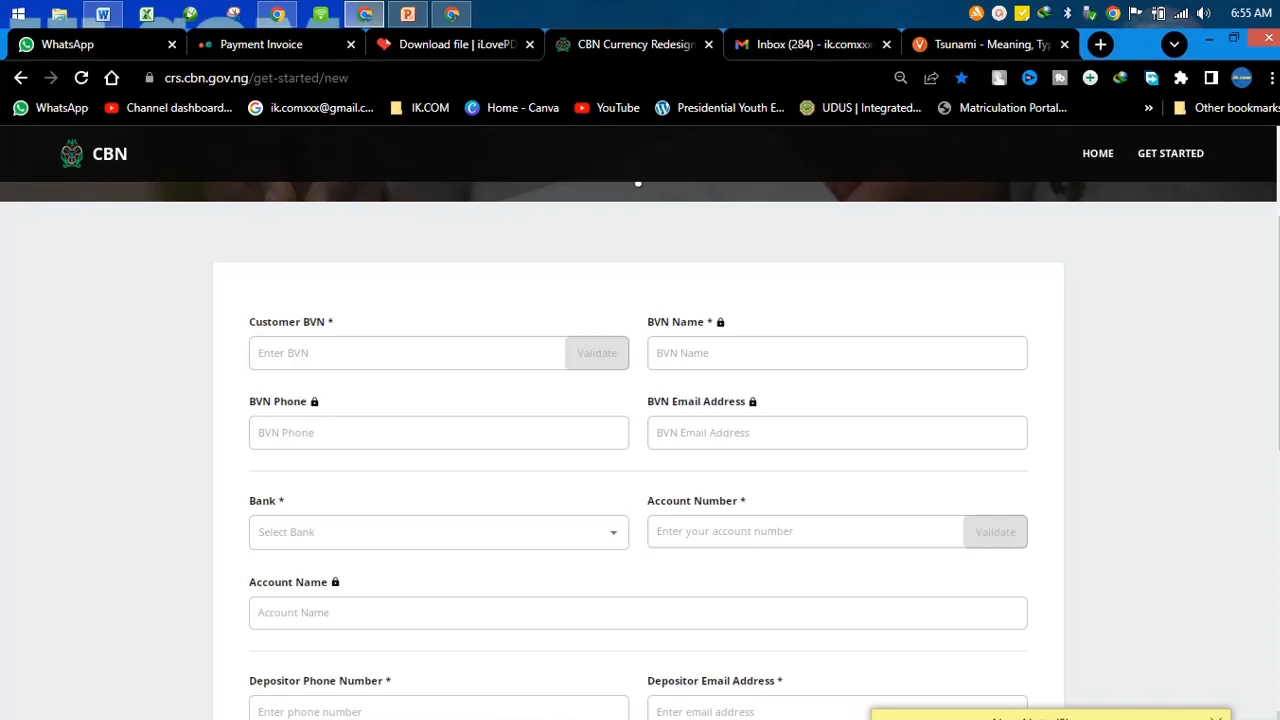 6:55 AM
WhatsApp
Payment Invoice
Download file | iLovePD
CBN Currency Redesign
Inbox (284) - ik.comxxx
Tsunami - Meaning, Typ
crs.cbn.gov.ng/get-started/new
WhatsApp
Channel dashboard...
ik.comxxx@gmail.c...
IK.COM
Home - Canva
YouTube
Presidential Youth E...
UDUS | Integrated...
Matriculation Portal...
»
Other bookmarks
CBN
HOME
GET STARTED
Customer BVN *
BVN Name *
Enter BVN
Validate
BVN Name
BVN Phone
BVN Email Address
BVN Phone
BVN Email Address
Bank *
Account Number *
Select Bank
Enter your account number
Validate
Account Name
Account Name
Depositor Phone Number *
Depositor Email Address *
Enter phone number
Enter email address